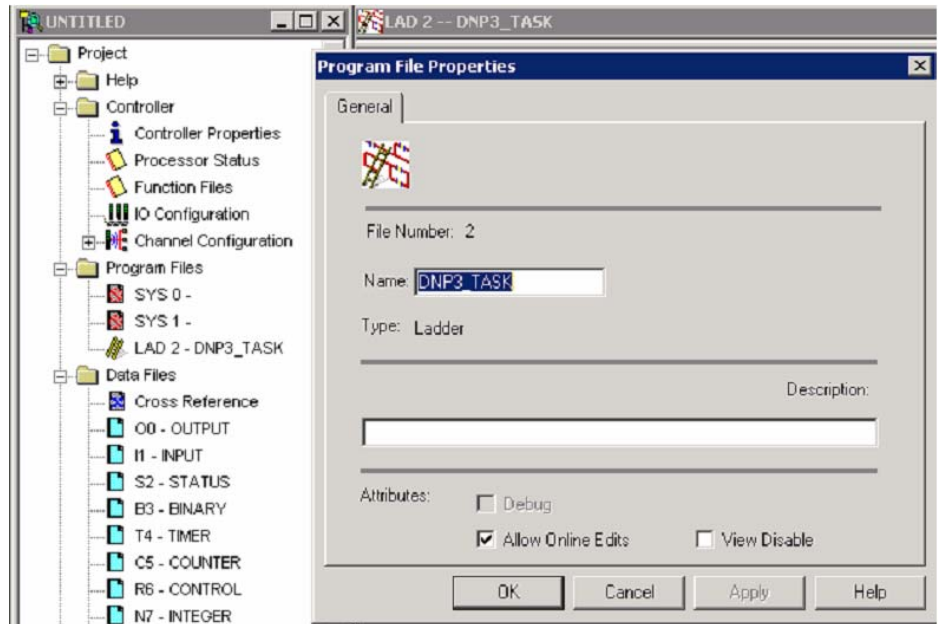 UNTITLED
Project
Help
Controller
Controller Properties
Processor Status
Function Files
IO Configuration
Channel Configuration
Program Files
SYS 0 -
SYS 1 -
LAD 2 - DNP3_TASK
Data Files
Cross Reference
O0 - OUTPUT
I1 - INPUT
S2 - STATUS
B3 - BINARY
T4 - TIMER
C5 - COUNTER
R6 - CONTROL
N7 - INTEGER
LAD 2 -- DNP3_TASK
Program File Properties
General
File Number: 2
Name: DNP3_TASK
Type: Ladder
Description:
Attributes:
Debug
Allow Online Edits
View Disable
OK
Cancel
Apply
Help